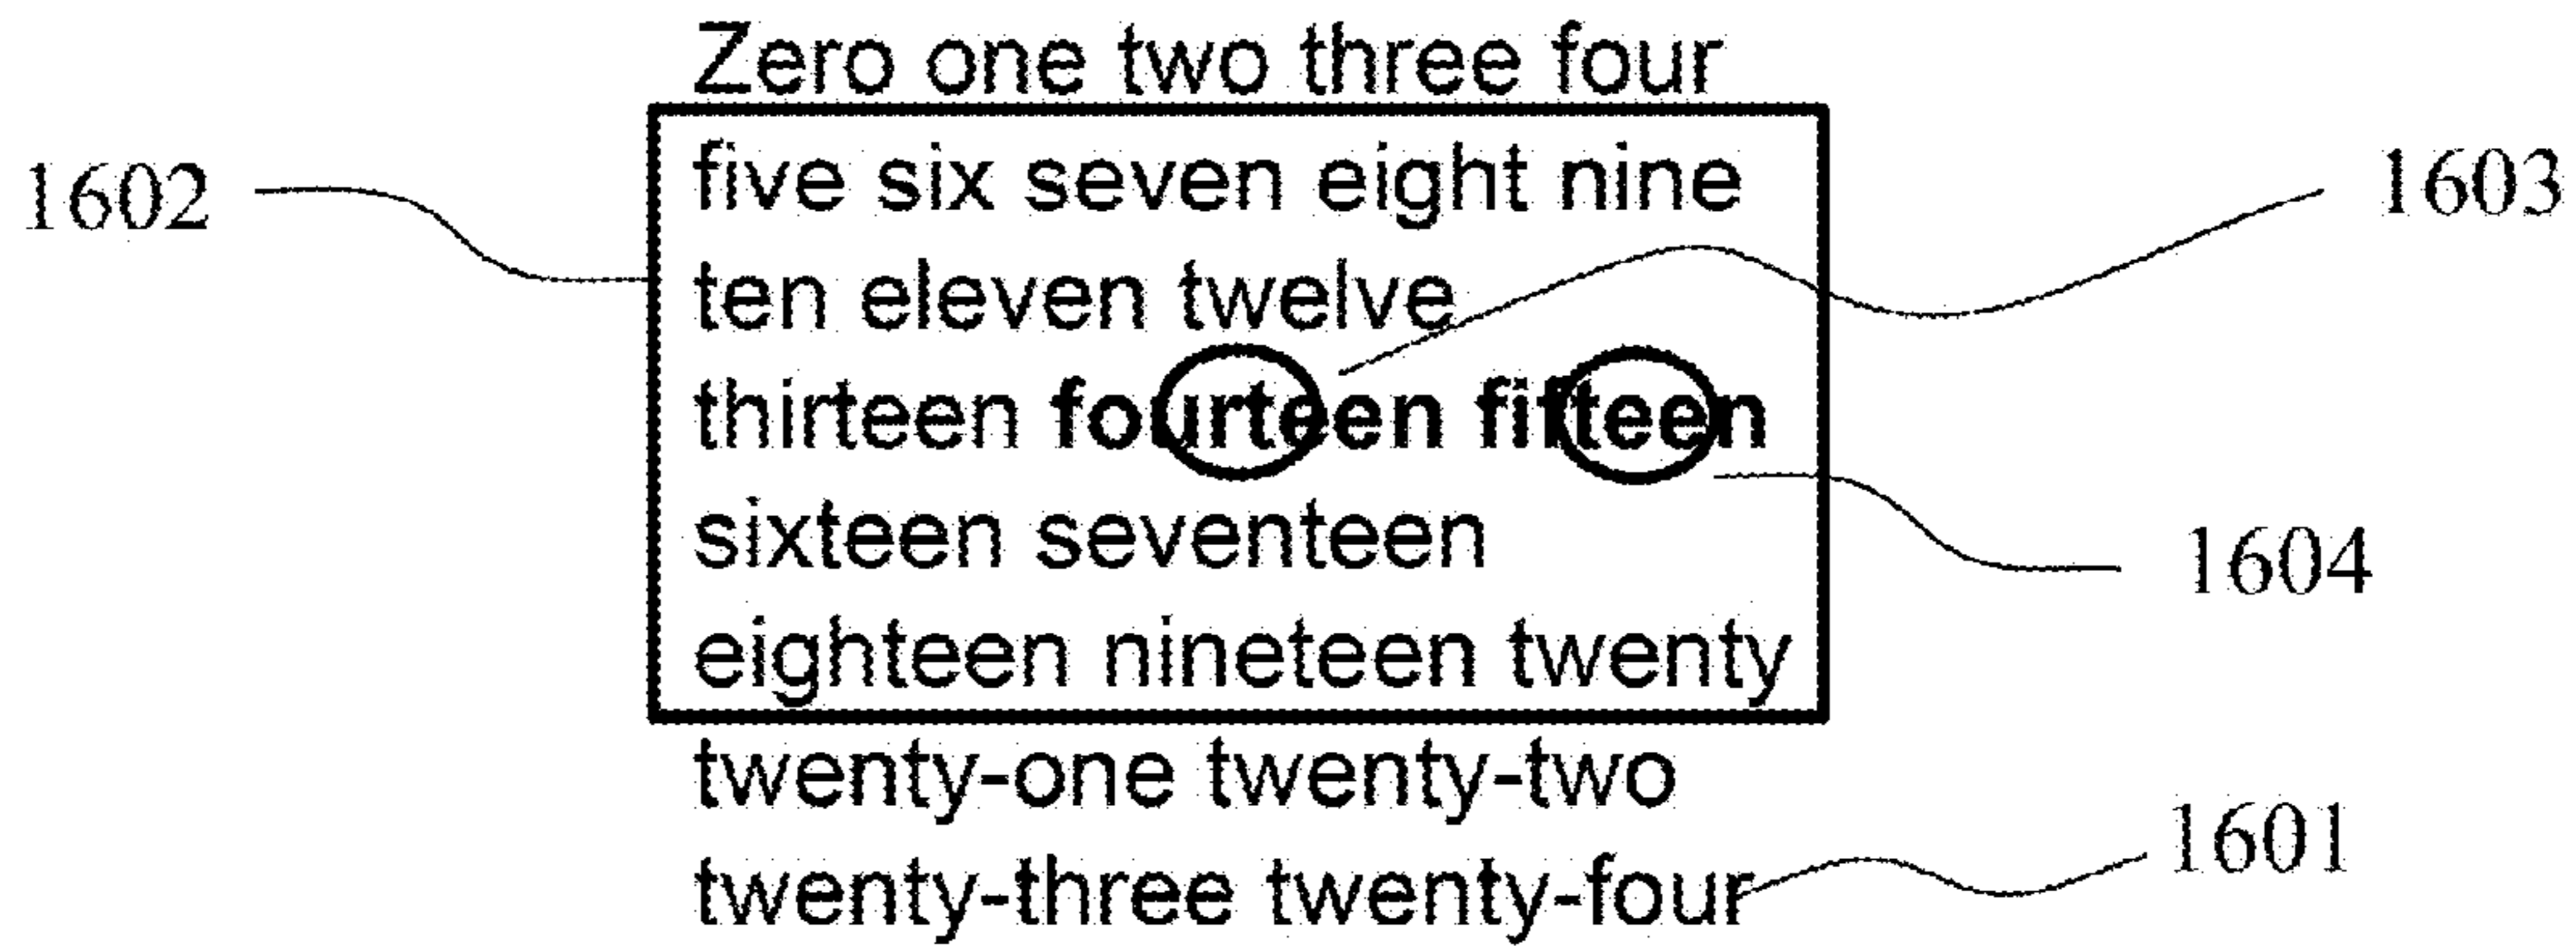 Zero one two three four
1602
five six seven eight nine
1603
ten eleven twelve
thirteen fourteen fifteen
sixteen seventeen
1604
eighteen nineteen twenty
twenty-one twenty-two
1601
twenty-three twenty-four